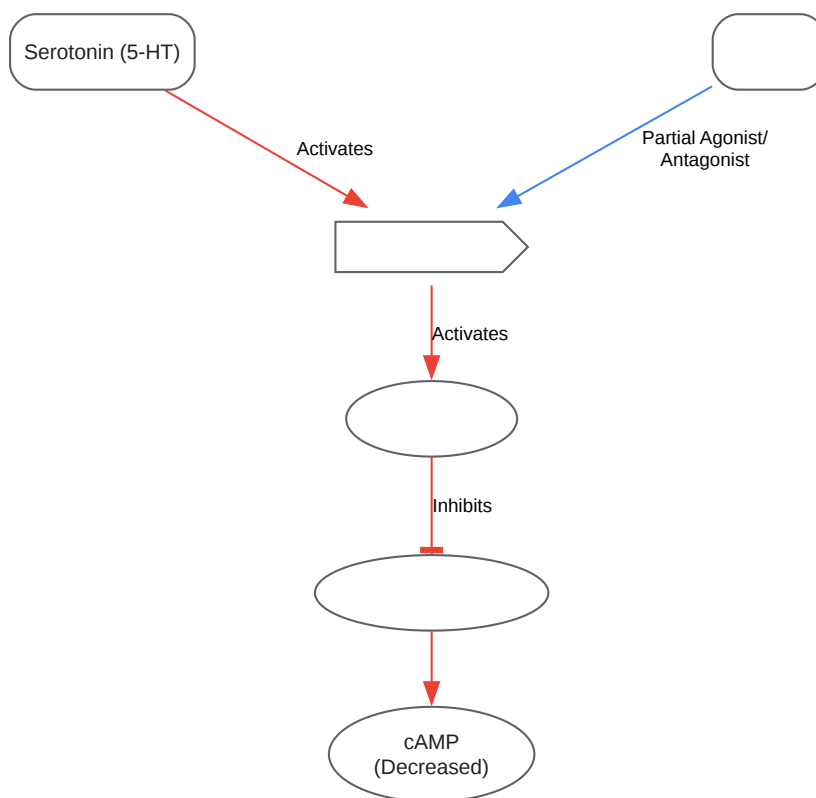 Serotonin (5-HT)
Activates
Partial Agonist/
Antagonist
Activates
Inhibits
cAMP
(Decreased)